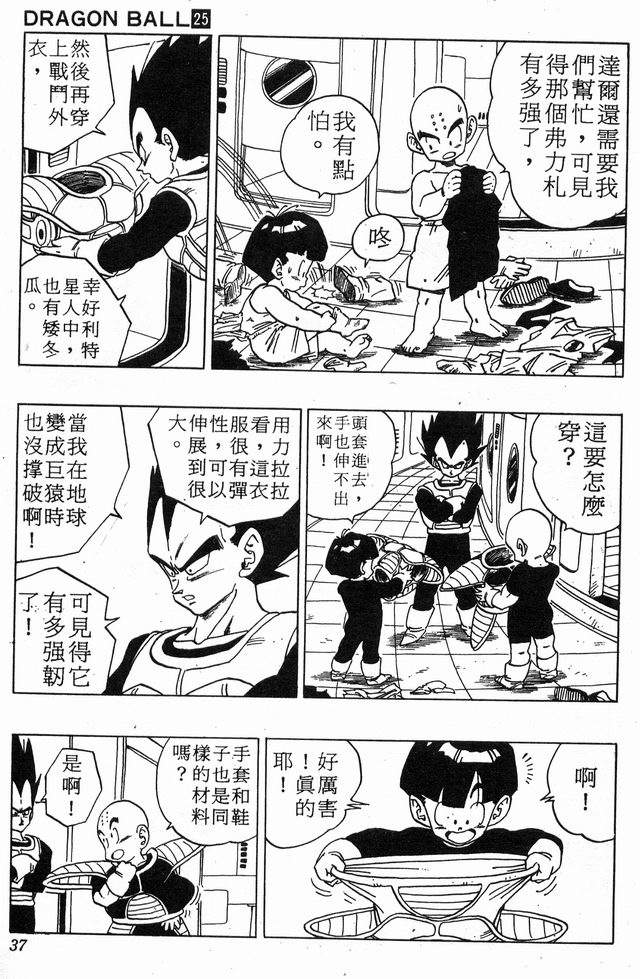 DRAGON BALL 25
達爾還需要我
們幫忙，可見
得那個弗力札
有多强了，
我有點
怕。
咚
然後再穿
上戰鬥外
衣，
幸好利特
星人中，
也有矮冬
瓜。
這要怎麼
穿？
頭套進去，
手也伸不出
來啊！
用力拉拉
看，這衣
服很有彈
性，可以
伸展到很
大。
當我在地球
變成巨猿時
也沒撑破啊！
可見得它
有多强韌
了！
啊！
好厲害
！眞的
耶！
手套和鞋
子也是同
樣的材料
嗎？
是啊！
37